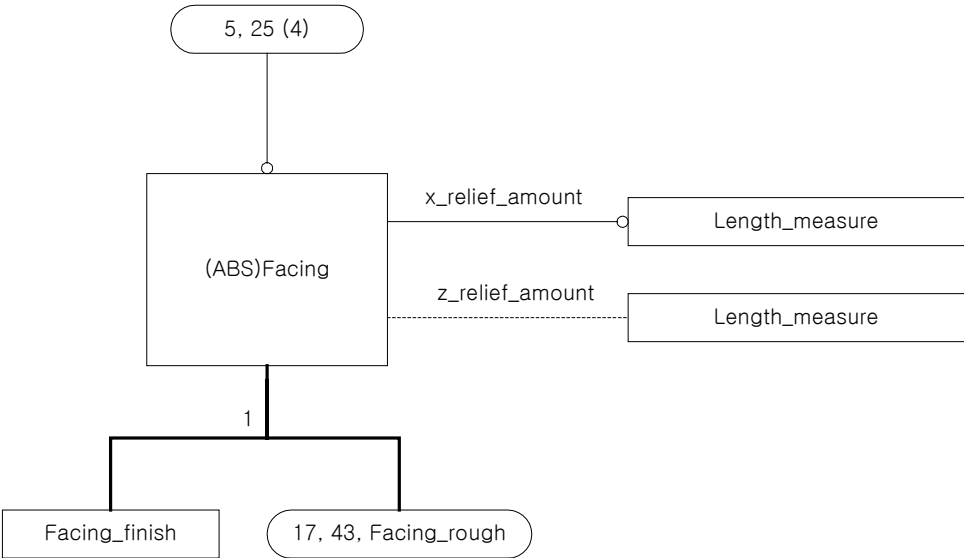 5, 25 (4)
x_relief_amount
Length_measure
(ABS)Facing
z_relief_amount
Length_measure
1
Facing_finish
17, 43, Facing_rough